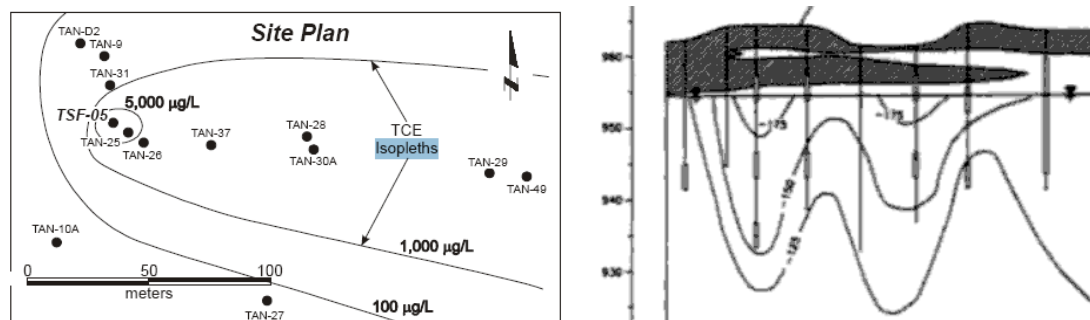 TAN-D2
TAN-9
Site Plan
TAN-31
5,000 µg/L
TSF-05
TAN-25
TAN-26
TAN-37
TAN-28
TAN-30A
TCE
Isopleths
TAN-29
TAN-49
TAN-10A
1,000 µg/L
0 50 100
meters
100 µg/L
TAN-27
960
950
940
930
-175
-175
-150
-125